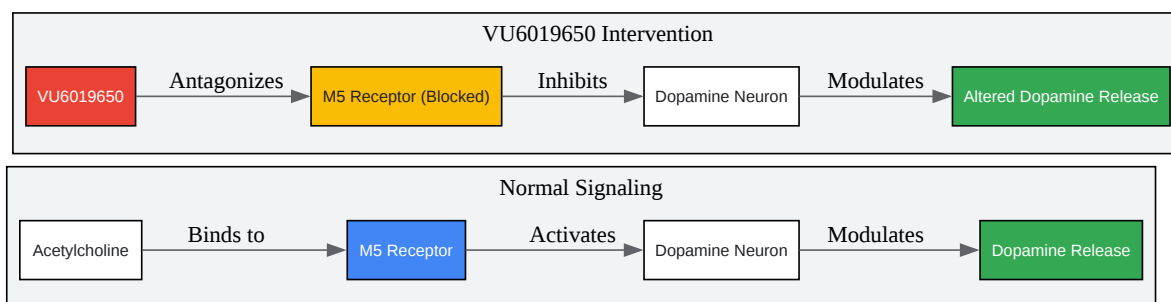 VU6019650 Intervention
VU6019650
Antagonizes
M5 Receptor (Blocked)
Inhibits
Dopamine Neuron
Modulates
Altered Dopamine Release
Normal Signaling
Acetylcholine
Binds to
M5 Receptor
Activates
Dopamine Neuron
Modulates
Dopamine Release